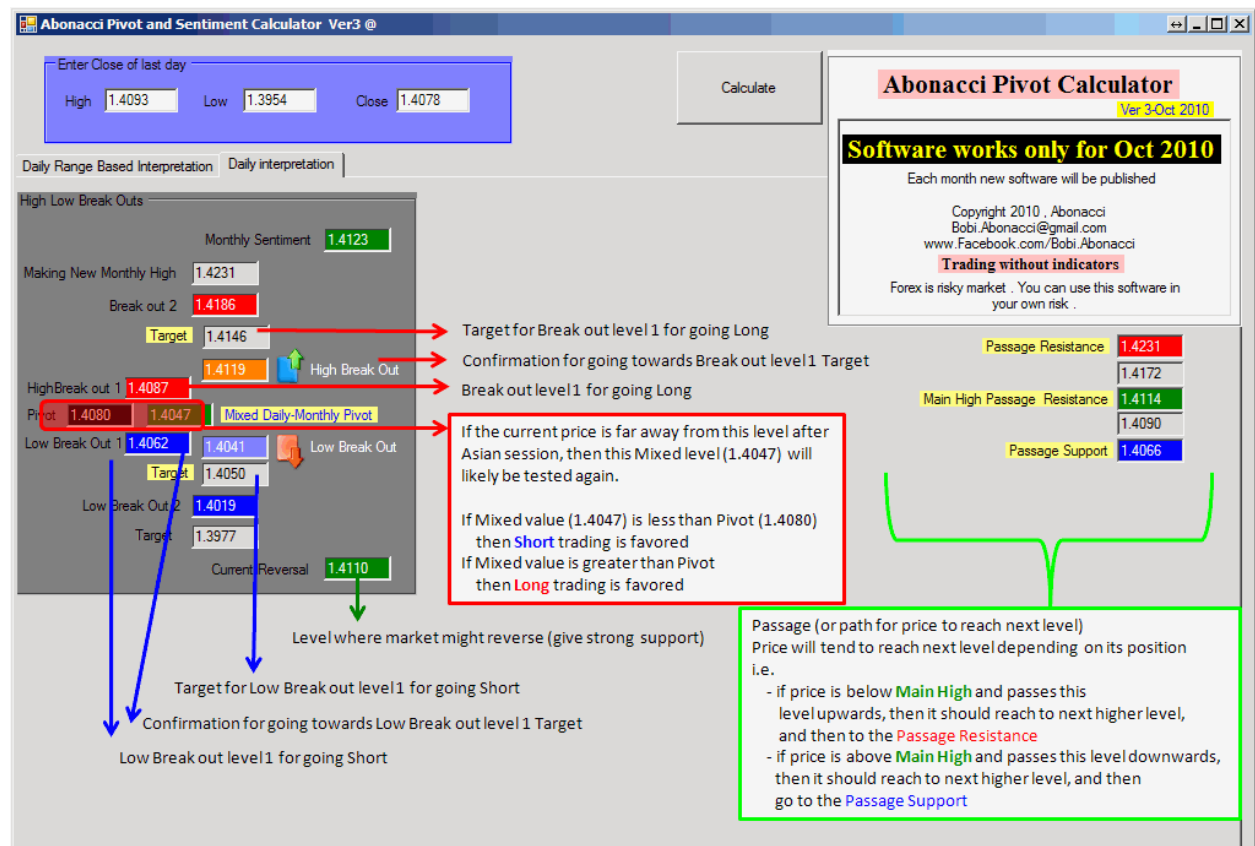 Abonacci Pivot and Sentiment Calculator Ver3 @
Enter Close of last day
High 1.4093 Low 1.3954 Close 1.4078
Calculate
Abonacci Pivot Calculator
Ver 3-Oct 2010
Software works only for Oct 2010
Each month new software will be published
Copyright 2010 , Abonacci
Bobi.Abonacci@gmail.com
www.Facebook.com/Bobi.Abonacci
Trading without indicators
Forex is risky market . You can use this software in
your own risk .
Daily Range Based Interpretation Daily interpretation
High Low Break Outs
Monthly Sentiment 1.4123
Making New Monthly High 1.4231
Break out 2 1.4186
Target 1.4146
1.4119 High Break Out
HighBreak out 1 1.4087
Pivot 1.4080 1.4047 Mixed Daily-Monthly Pivot
Low Break Out 1 1.4062 1.4041 Low Break Out
Target 1.4050
Low Break Out 2 1.4019
Target 1.3977
Current Reversal 1.4110
Target for Break out level 1 for going Long
Confirmation for going towards Break out level 1 Target
Break out level 1 for going Long
If the current price is far away from this level after
Asian session, then this Mixed level (1.4047) will
likely be tested again.
If Mixed value (1.4047) is less than Pivot (1.4080)
then Short trading is favored
If Mixed value is greater than Pivot
then Long trading is favored
Passage Resistance 1.4231
1.4172
Main High Passage Resistance 1.4114
1.4090
Passage Support 1.4066
Level where market might reverse (give strong support)
Target for Low Break out level 1 for going Short
Confirmation for going towards Low Break out level 1 Target
Low Break out level 1 for going Short
Passage (or path for price to reach next level)
Price will tend to reach next level depending on its position
i.e.
- if price is below Main High and passes this
level upwards, then it should reach to next higher level,
and then to the Passage Resistance
- if price is above Main High and passes this level downwards,
then it should reach to next higher level, and then
go to the Passage Support